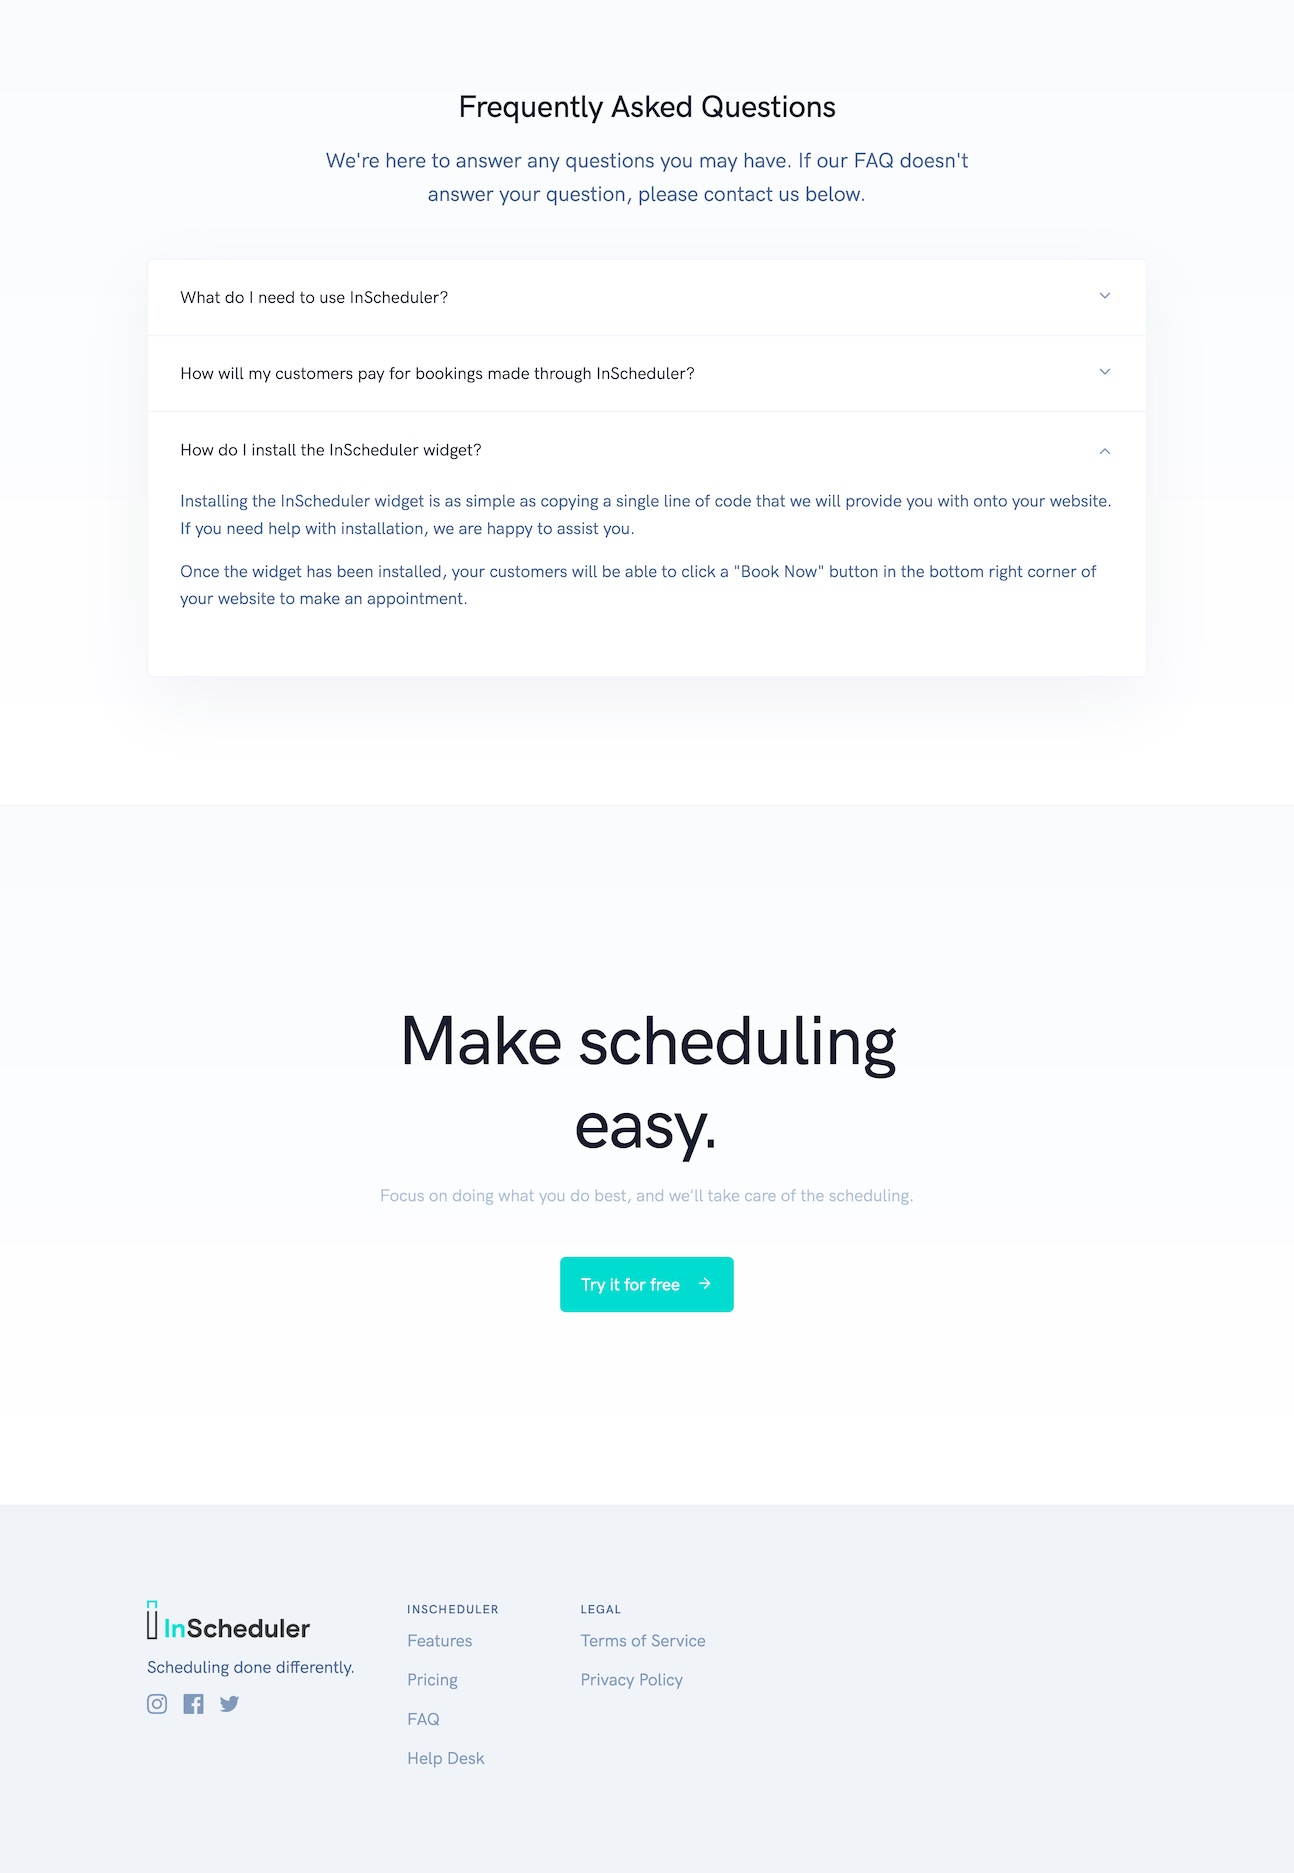 Frequently Asked Questions
We're here to answer any questions you may have. If our FAQ doesn't
answer your question, please contact us below.
What do I need to use InScheduler?
How will my customers pay for bookings made through InScheduler?
How do I install the InScheduler widget?
Installing the InScheduler widget is as simple as copying a single line of code that we will provide you with onto your website.
If you need help with installation, we are happy to assist you.
Once the widget has been installed, your customers will be able to click a "Book Now" button in the bottom right corner of
your website to make an appointment.
Make scheduling
easy.
Focus on doing what you do best, and we'll take care of the scheduling.
Try it for free
InScheduler
Scheduling done differently.
INSCHEDULER
Features
Pricing
FAQ
Help Desk
LEGAL
Terms of Service
Privacy Policy